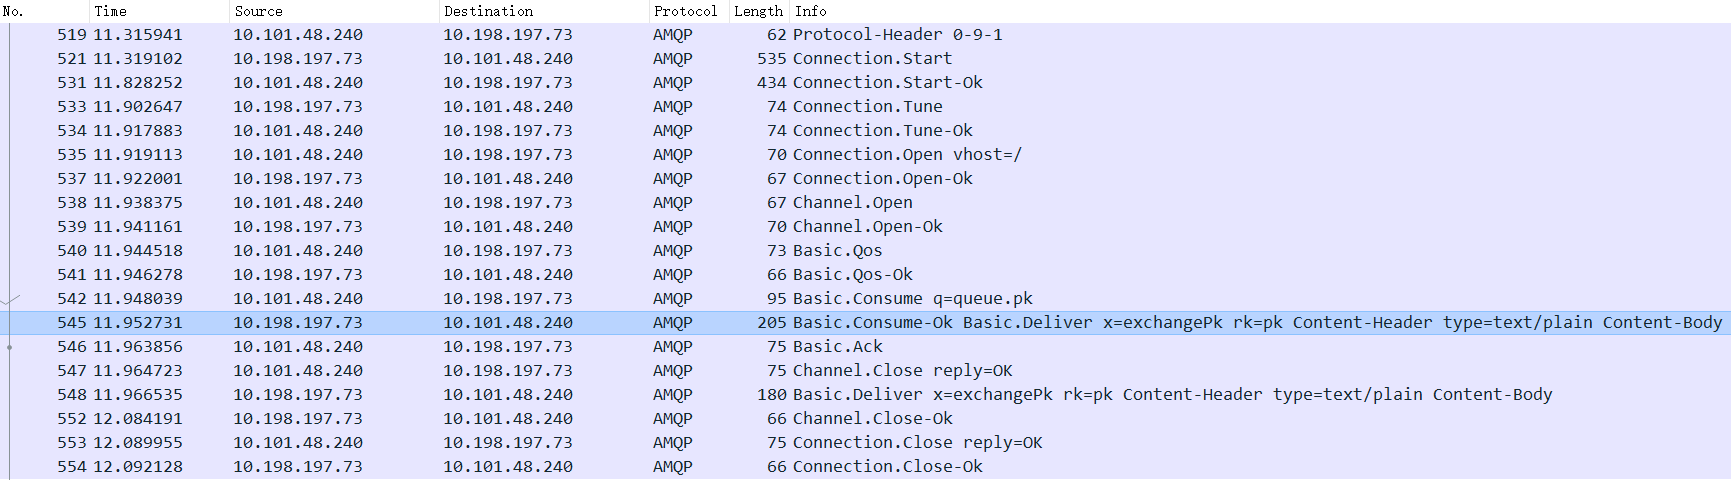 No. Time Source Destination Protocol Length Info
519 11.315941 10.101.48.240 10.198.197.73 AMQP 62 Protocol-Header 0-9-1
521 11.319102 10.198.197.73 10.101.48.240 AMQP 535 Connection.Start
531 11.828252 10.101.48.240 10.198.197.73 AMQP 434 Connection.Start-Ok
533 11.902647 10.198.197.73 10.101.48.240 AMQP 74 Connection.Tune
534 11.917883 10.101.48.240 10.198.197.73 AMQP 74 Connection.Tune-Ok
535 11.919113 10.101.48.240 10.198.197.73 AMQP 70 Connection.Open vhost=/
537 11.922001 10.198.197.73 10.101.48.240 AMQP 67 Connection.Open-Ok
538 11.938375 10.101.48.240 10.198.197.73 AMQP 67 Channel.Open
539 11.941161 10.198.197.73 10.101.48.240 AMQP 70 Channel.Open-Ok
540 11.944518 10.101.48.240 10.198.197.73 AMQP 73 Basic.Qos
541 11.946278 10.198.197.73 10.101.48.240 AMQP 66 Basic.Qos-Ok
542 11.948039 10.101.48.240 10.198.197.73 AMQP 95 Basic.Consume q=queue.pk
545 11.952731 10.198.197.73 10.101.48.240 AMQP 205 Basic.Consume-Ok Basic.Deliver x=exchangePk rk=pk Content-Header type=text/plain Content-Body
546 11.963856 10.101.48.240 10.198.197.73 AMQP 75 Basic.Ack
547 11.964723 10.101.48.240 10.198.197.73 AMQP 75 Channel.Close reply=OK
548 11.966535 10.198.197.73 10.101.48.240 AMQP 180 Basic.Deliver x=exchangePk rk=pk Content-Header type=text/plain Content-Body
552 12.084191 10.198.197.73 10.101.48.240 AMQP 66 Channel.Close-Ok
553 12.089955 10.101.48.240 10.198.197.73 AMQP 75 Connection.Close reply=OK
554 12.092128 10.198.197.73 10.101.48.240 AMQP 66 Connection.Close-Ok